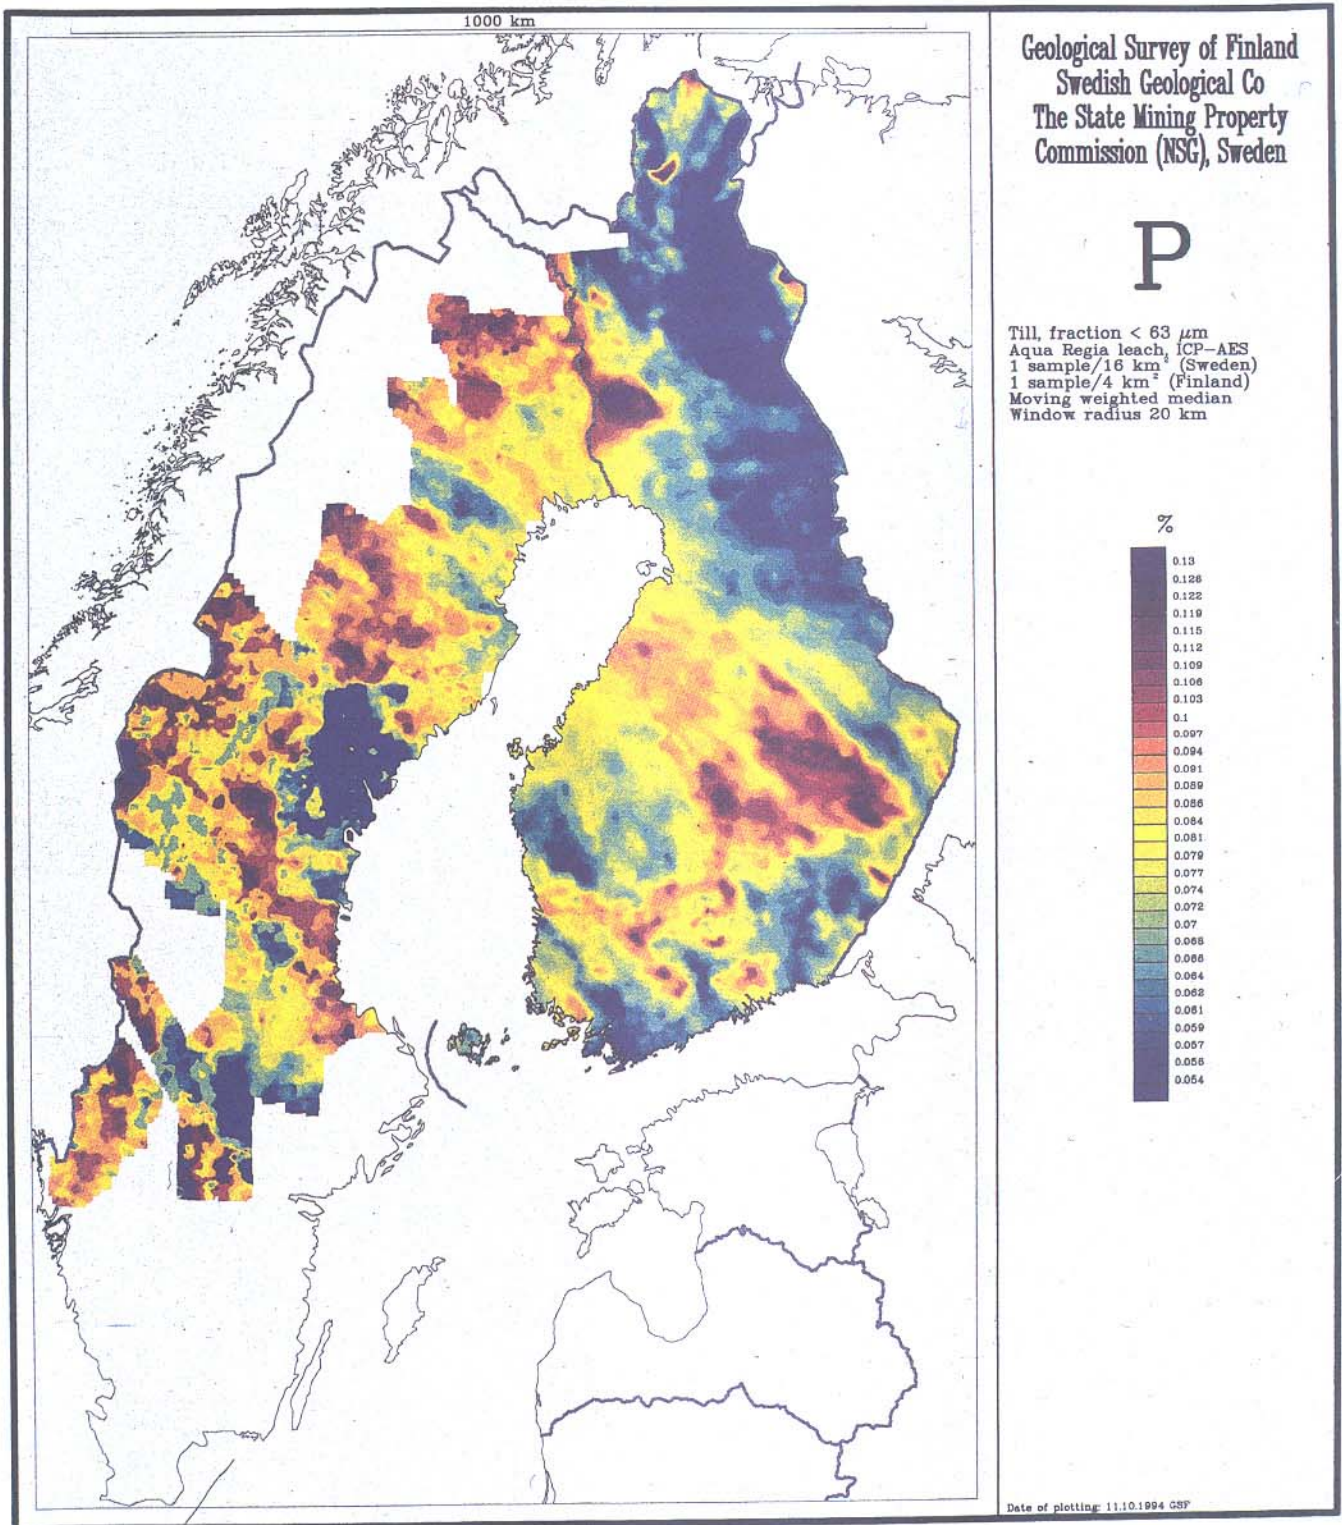 1000 km
Geological Survey of Finland
Swedish Geological Co
The State Mining Property
Commission (NSG), Sweden
P
Till, fraction < 63 μm
Aqua Regia leach, ICP-AES
1 sample/16 km² (Sweden)
1 sample/4 km² (Finland)
Moving weighted median
Window radius 20 km
%
0.13
0.126
0.122
0.119
0.115
0.112
0.109
0.106
0.103
0.1
0.097
0.094
0.091
0.089
0.086
0.084
0.081
0.079
0.077
0.074
0.072
0.07
0.068
0.066
0.064
0.062
0.061
0.059
0.057
0.056
0.054
Date of plotting: 11.10.1994 GSF